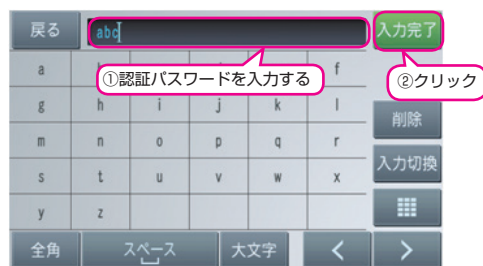 戻る abc 入力完了
①認証パスワードを入力する
②クリック
a f
g h i j k l
削除
m n o p q r
入力切換
s t u v w x
y z
全角 スペース 大文字 < >